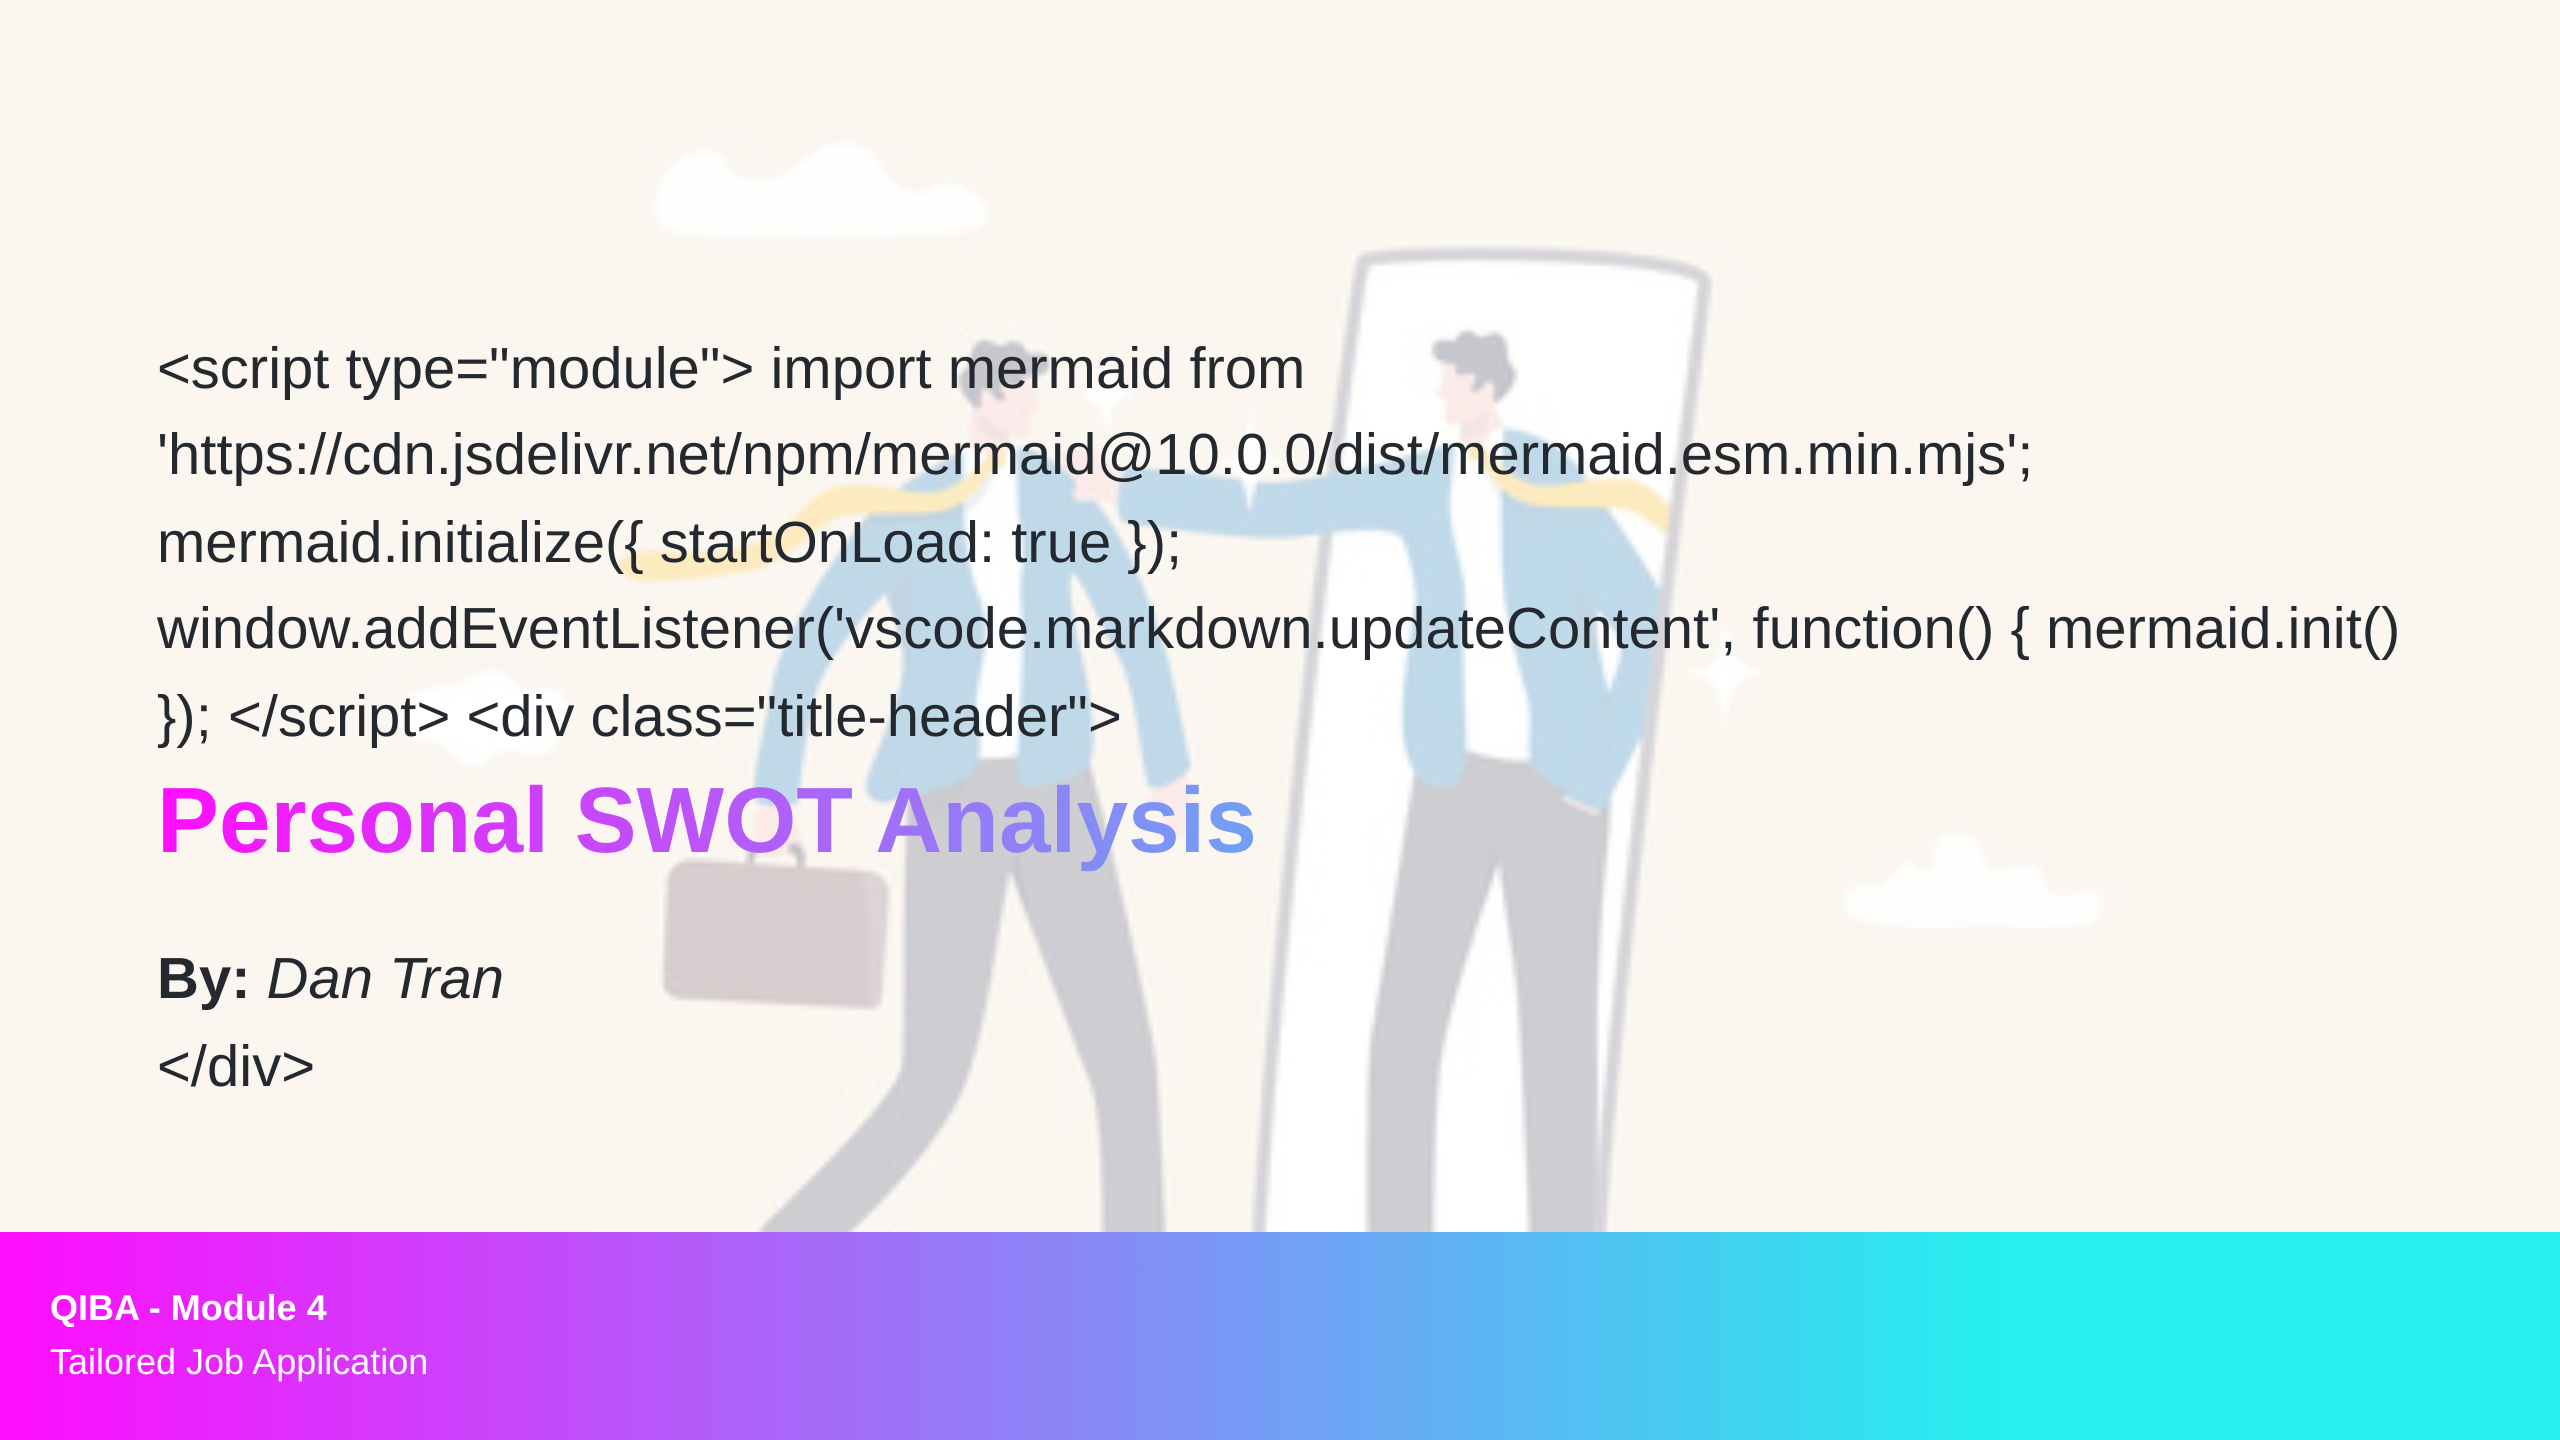 <script type="module"> import mermaid from
'https://cdn.jsdelivr.net/npm/mermaid@10.0.0/dist/mermaid.esm.min.mjs';
mermaid.initialize({ startOnLoad: true });
window.addEventListener('vscode.markdown.updateContent', function() { mermaid.init()
}); </script> <div class="title-header">
Personal SWOT Analysis
By: Dan Tran
</div>
QIBA - Module 4
Tailored Job Application